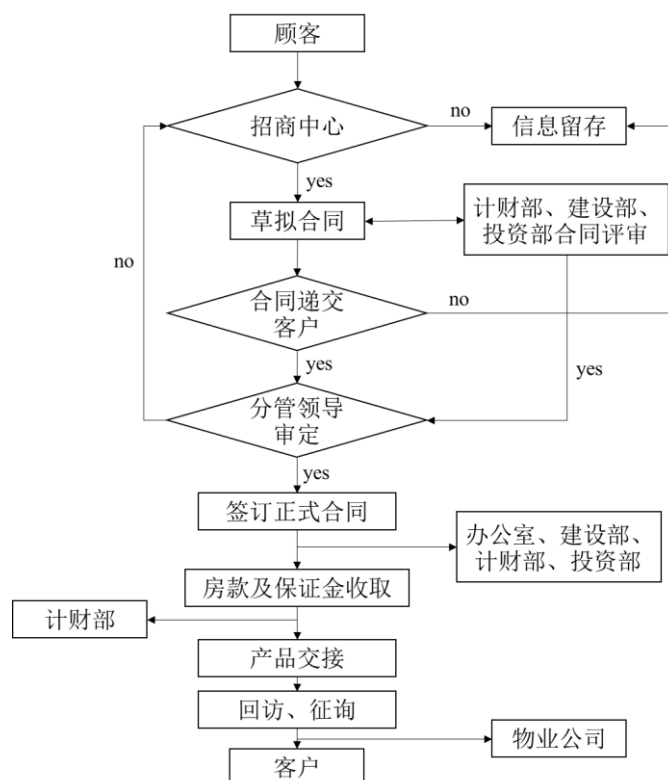 顾客
招商中心
no
信息留存
yes
草拟合同
计财部、建设部、
投资部合同评审
no
合同递交
客户
no
yes
yes
分管领导
审定
yes
签订正式合同
办公室、建设部、
计财部、投资部
房款及保证金收取
计财部
产品交接
回访、征询
物业公司
客户